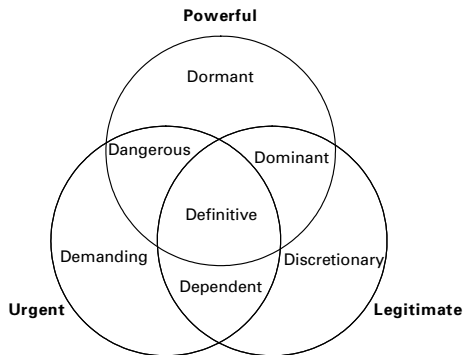 Powerful
Dormant
Dangerous
Dominant
Definitive
Demanding
Discretionary
Dependent
Urgent
Legitimate